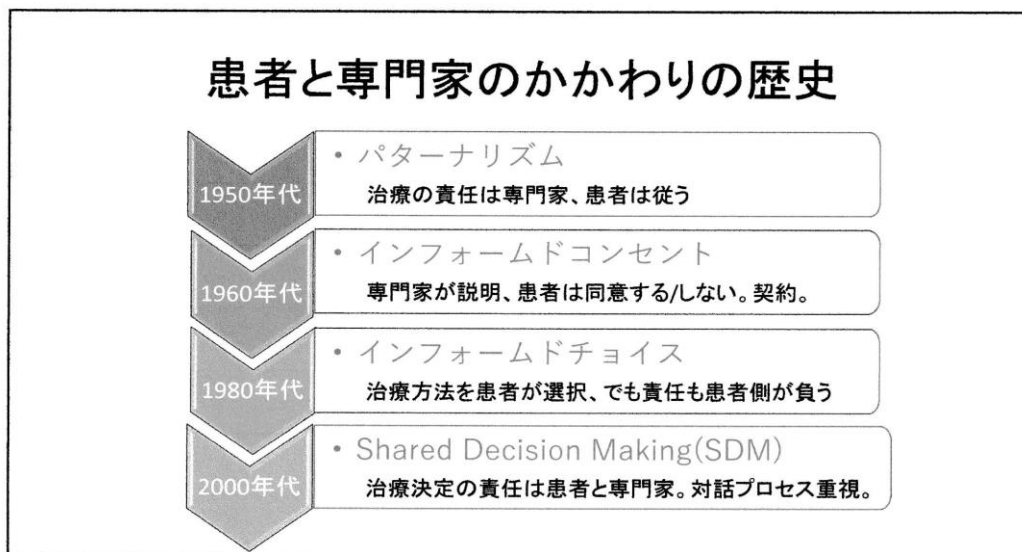 患者と専門家のかかわりの歴史
1950年代
・パターナリズム
治療の責任は専門家、患者は従う
1960年代
・インフォームドコンセント
専門家が説明、患者は同意する/しない。契約。
1980年代
・インフォームドチョイス
治療方法を患者が選択、でも責任も患者側が負う
2000年代
・Shared Decision Making(SDM)
治療決定の責任は患者と専門家。対話プロセス重視。